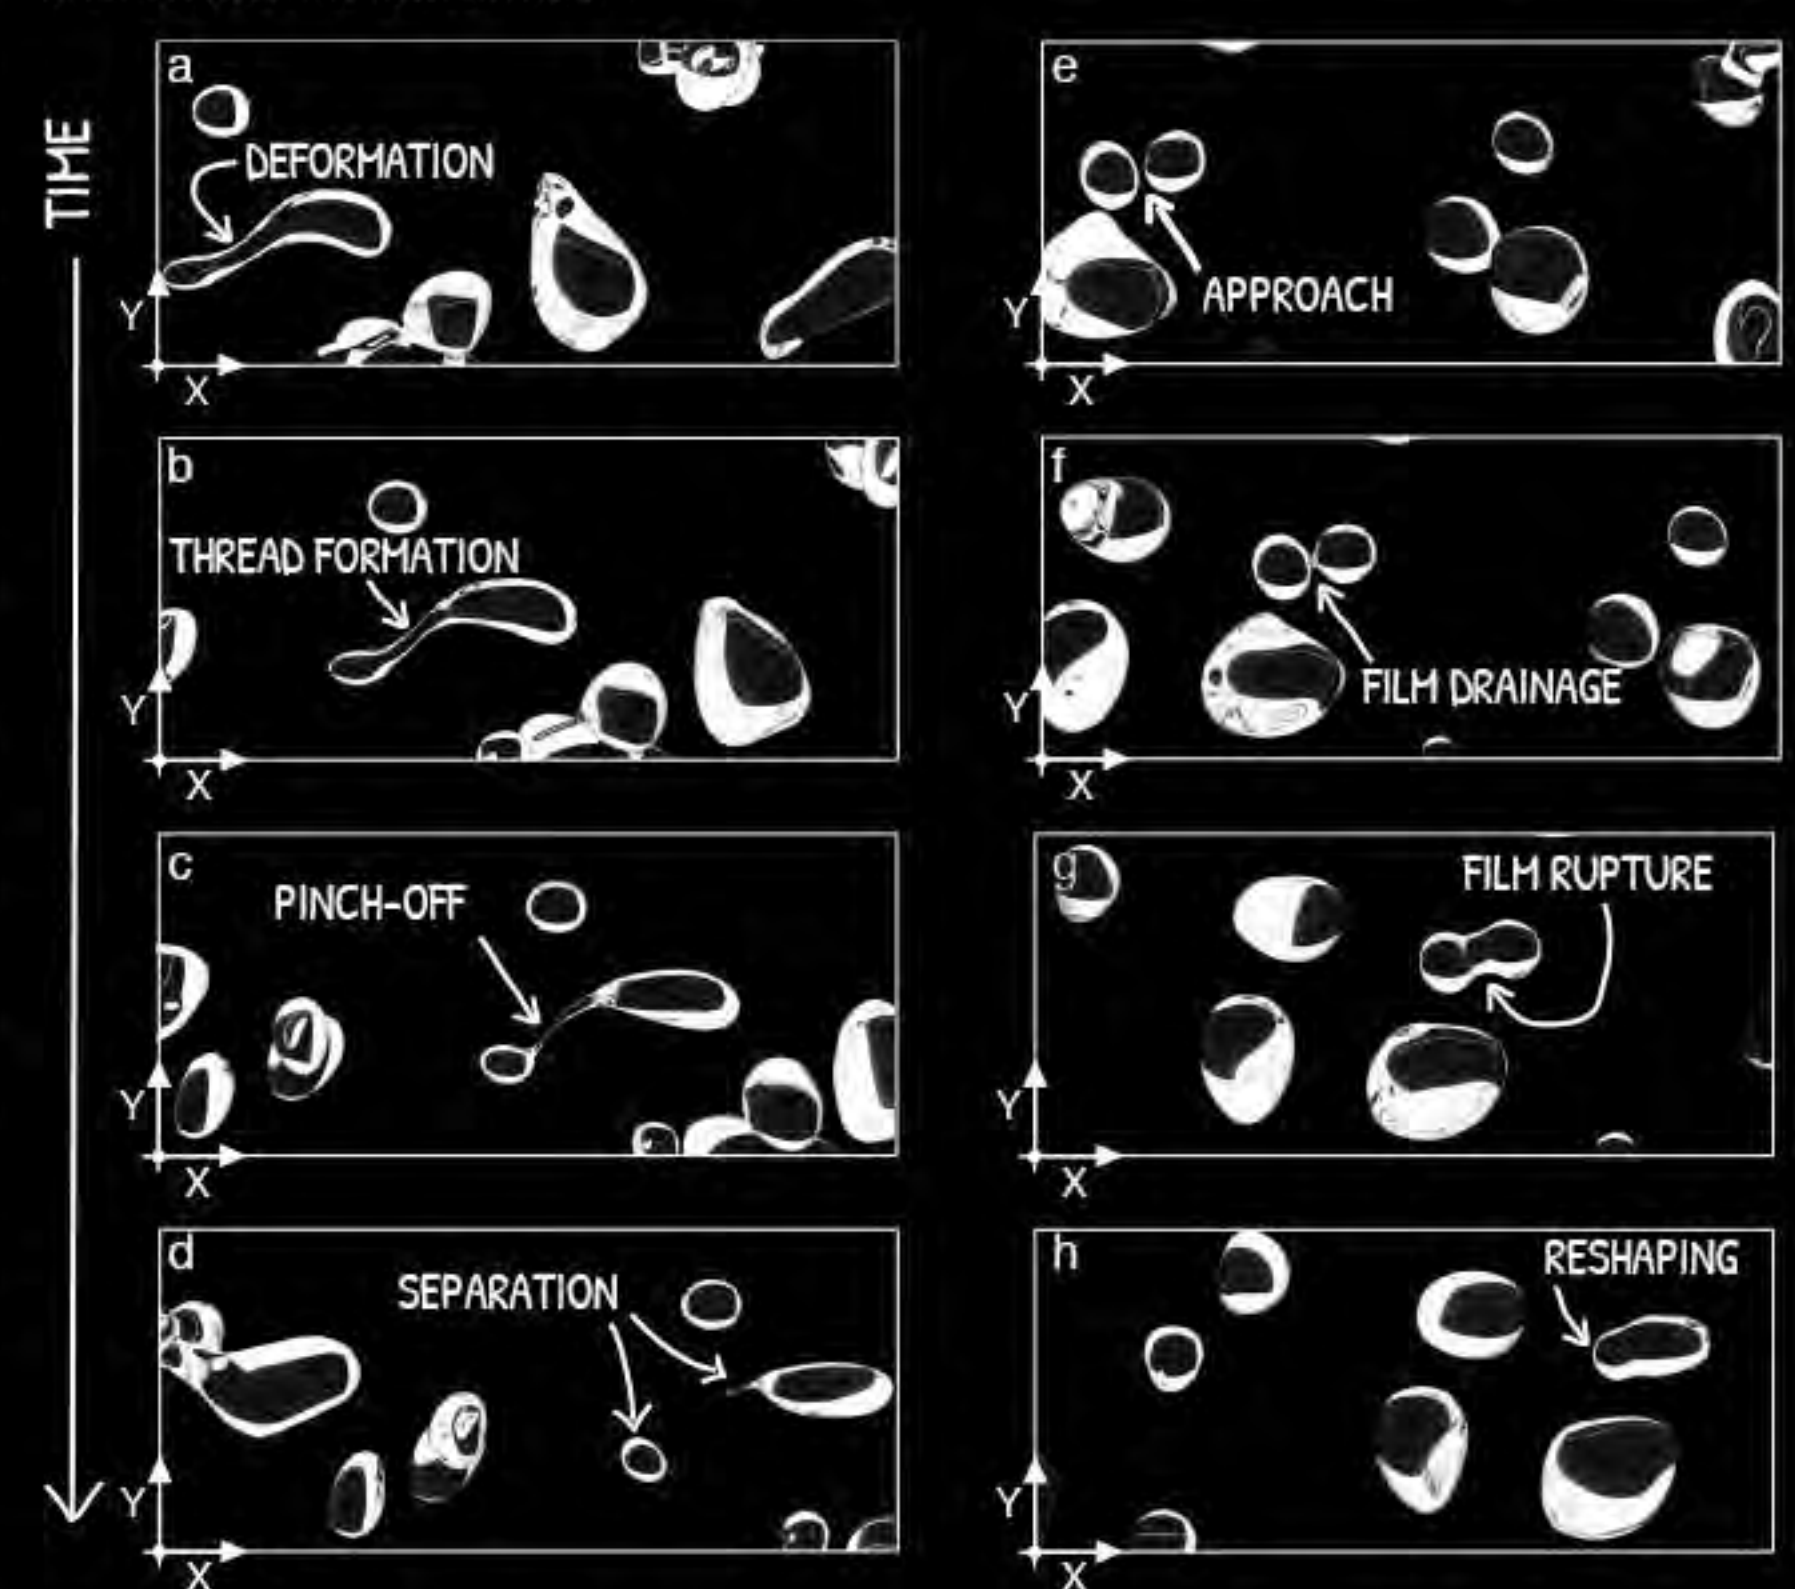 TIME
a
DEFORMATION
Y
X
b
THREAD FORMATION
Y
X
c
PINCH-OFF
Y
X
d
SEPARATION
Y
X
e
APPROACH
Y
X
f
FILM DRAINAGE
Y
X
g
FILM RUPTURE
Y
X
h
RESHAPING
Y
X